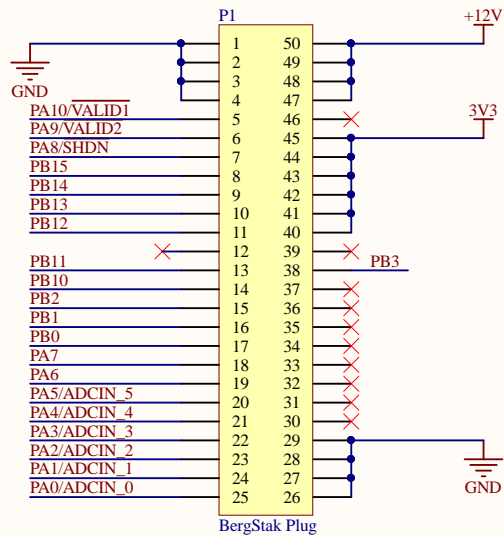 P1
+12V
1 50
2 49
GND 3 48
4 47
PA10/VALID1 5 46
3V3
PA9/VALID2 6 45
PA8/SHDN 7 44
PB15 8 43
PB14 9 42
PB13 10 41
PB12 11 40
12 39
PB11 13 38 PB3
PB10 14 37
PB2 15 36
PB1 16 35
PB0 17 34
PA7 18 33
PA6 19 32
PA5/ADCIN_5 20 31
PA4/ADCIN_4 21 30
PA3/ADCIN_3 22 29
PA2/ADCIN_2 23 28
PA1/ADCIN_1 24 27
PA0/ADCIN_0 25 26 GND
BergStak Plug